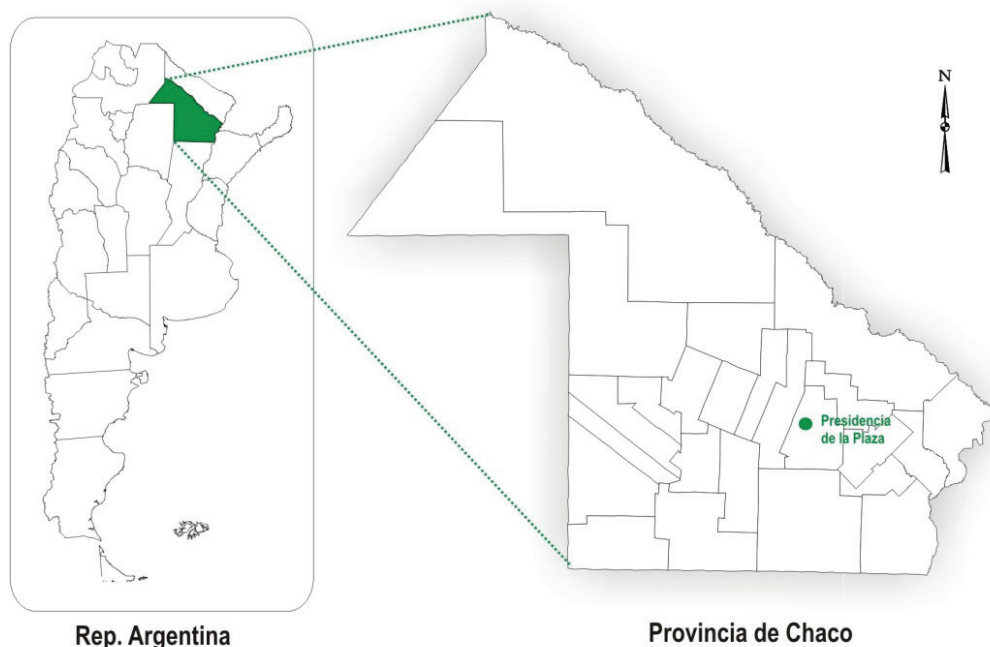 N
Presidencia
de la Plaza
Rep. Argentina
Provincia de Chaco